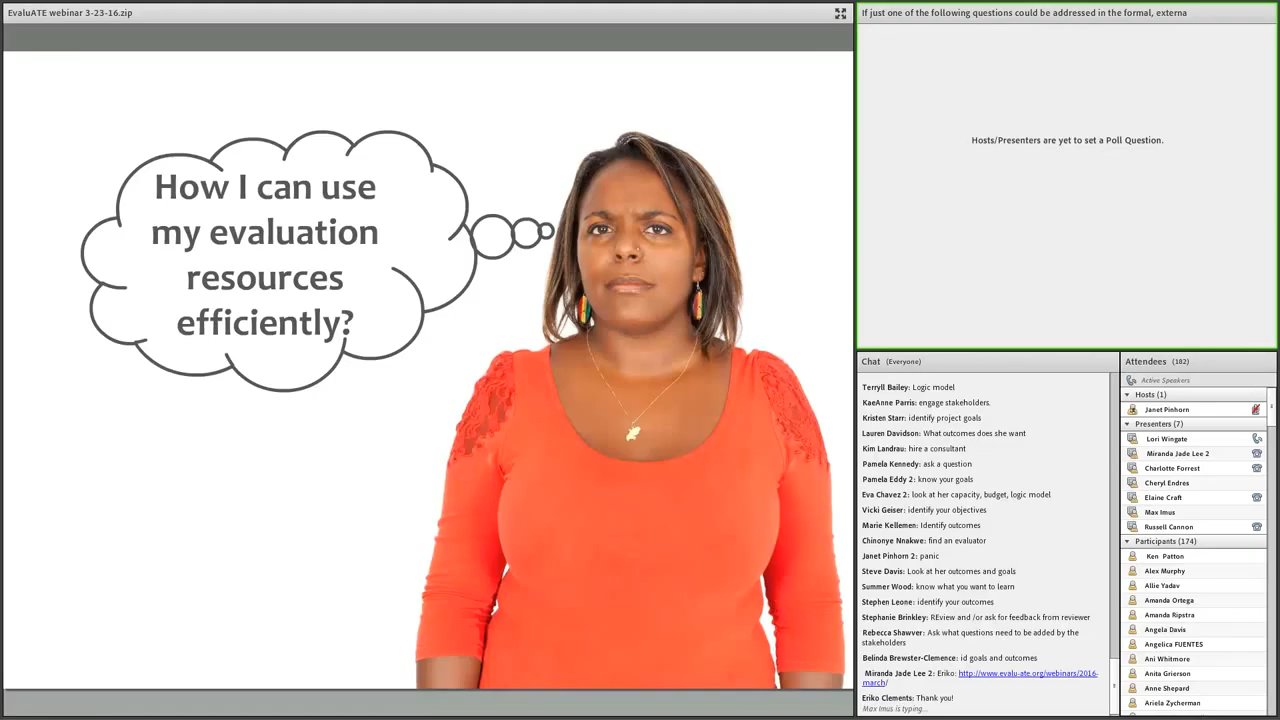 EvaluATE webinar 3-23-16.zip
How I can use
my evaluation
resources
efficiently?
If just one of the following questions could be addressed in the formal, externa
Hosts/Presenters are yet to set a Poll Question.
Chat (Everyone)
Terryll Bailey: Logic model
KaeAnne Parris: engage stakeholders.
Kristen Starr: identify project goals
Lauren Davidson: What outcomes does she want
Kim Landrau: hire a consultant
Pamela Kennedy: ask a question
Pamela Eddy 2: know your goals
Eva Chavez 2: look at her capacity, budget, logic model
Vicki Geiser: identify your objectives
Marie Kellemen: Identify outcomes
Chinonye Nnakwe: find an evaluator
Janet Pinhorn 2: panic
Steve Davis: Look at her outcomes and goals
Summer Wood: know what you want to learn
Stephen Leone: identify your outcomes
Stephanie Brinkley: REview and /or ask for feedback from reviewer
Rebecca Shawver: Ask what questions need to be added by the
stakeholders
Belinda Brewster-Clemence: id goals and outcomes
Miranda Jade Lee 2: Eriko: http://www.evalu-ate.org/webinars/2016-
march/
Eriko Clements: Thank you!
Max Imus is typing...
Attendees (182)
Active Speakers
Hosts (1)
Janet Pinhorn
Presenters (7)
Lori Wingate
Miranda Jade Lee 2
Charlotte Forrest
Cheryl Endres
Elaine Craft
Max Imus
Russell Cannon
Participants (174)
Ken Patton
Alex Murphy
Allie Yadav
Amanda Ortega
Amanda Ripstra
Angela Davis
Angelica FUENTES
Ani Whitmore
Anita Grierson
Anne Shepard
Ariela Zycherman